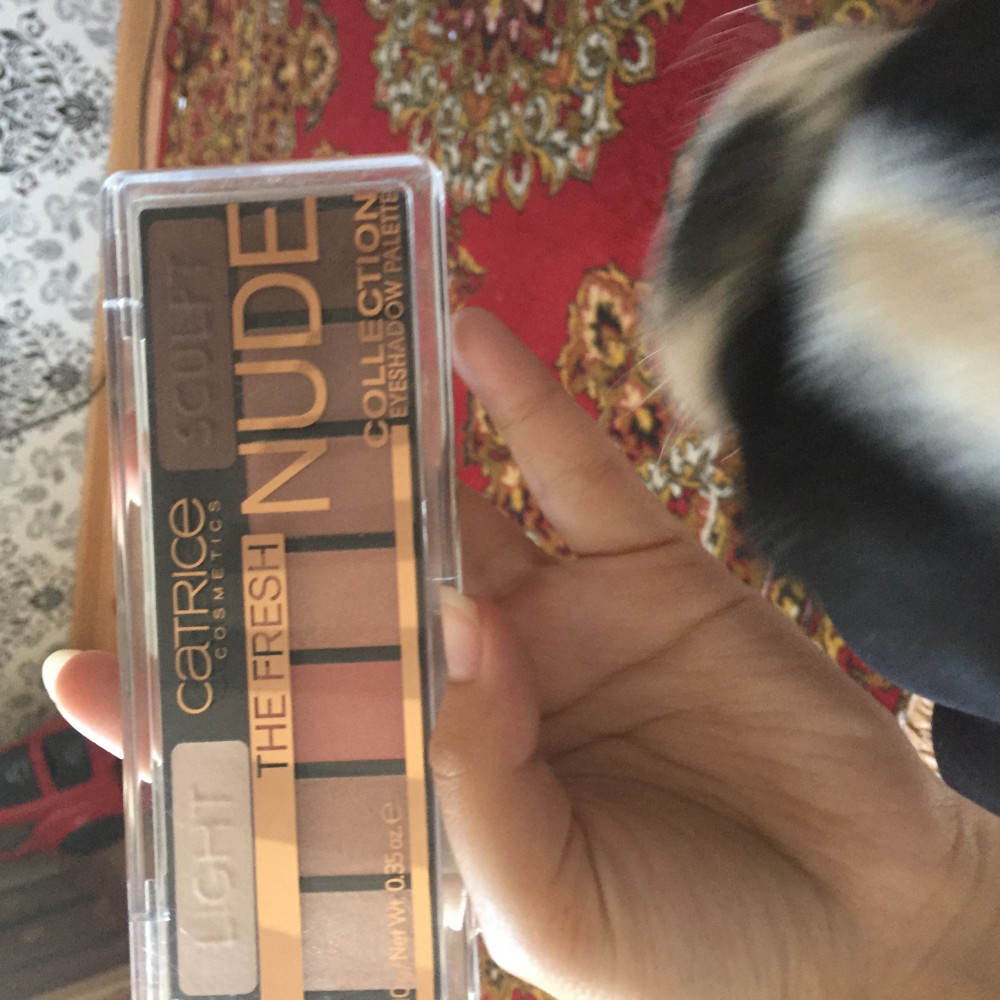 LIGHT
CATRICE
COSMETICS
SCULPT
THE FRESH
NUDE
COLLECTION
EYESHADOW PALETTE
Net Wt. 0.35 oz. ℮